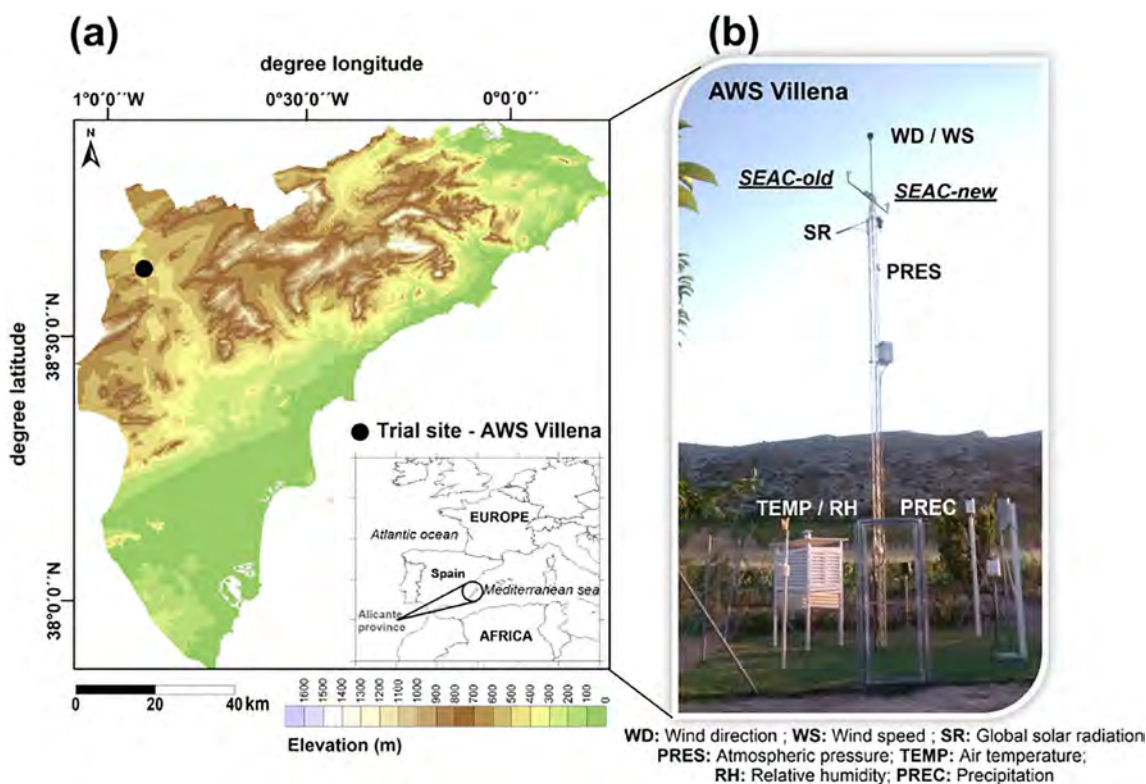 (a)
degree longitude
1°0'0''W
0°30'0''W
0°0'0''
N
degree latitude
38°30'0''N
38°0'0''N
Trial site - AWS Villena
EUROPE
Atlantic ocean
Spain
Mediterranean sea
Alicante
province
AFRICA
0 20 40 km
1600 1500 1400 1300 1200 1100 1000 900 800 700 600 500 400 300 200 100 0
Elevation (m)
(b)
AWS Villena
WD / WS
SEAC-old
SEAC-new
SR
PRES
TEMP / RH
PREC
WD: Wind direction ; WS: Wind speed ; SR: Global solar radiation
PRES: Atmospheric pressure; TEMP: Air temperature;
RH: Relative humidity; PREC: Precipitation